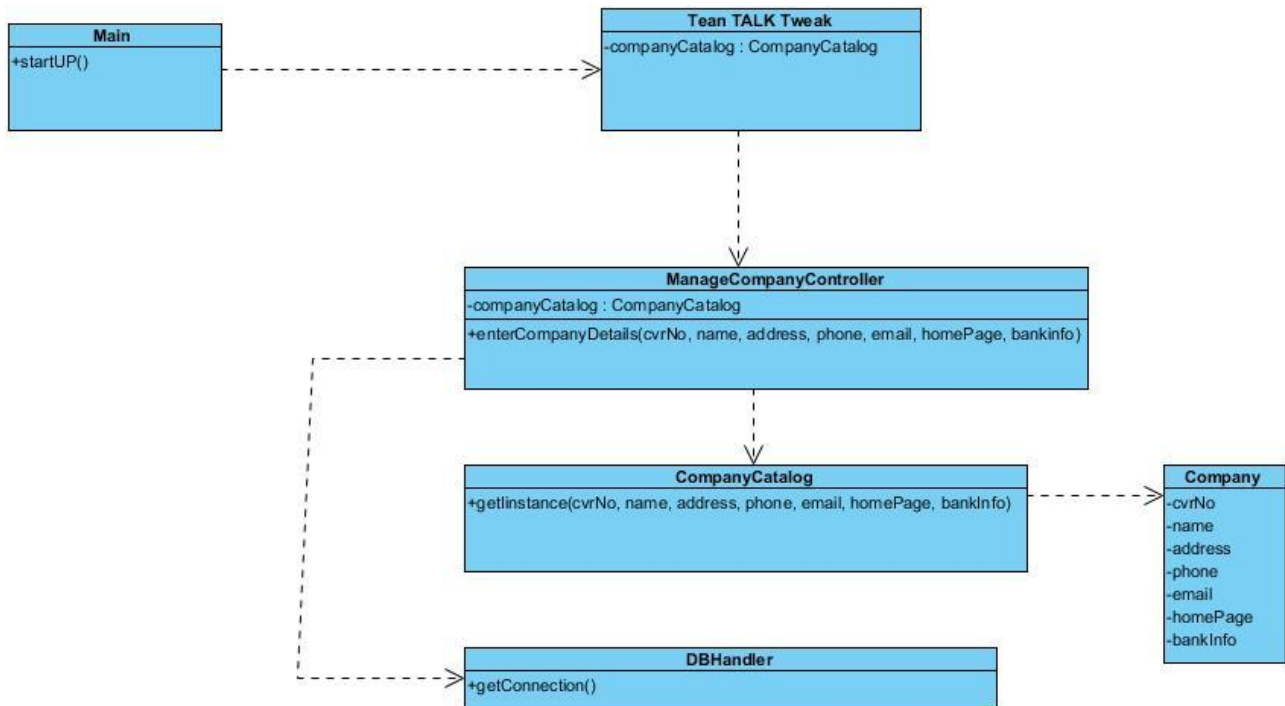 Main
+startUP()
Tean TALK Tweak
-companyCatalog : CompanyCatalog
ManageCompanyController
-companyCatalog : CompanyCatalog
+enterCompanyDetails(cvrNo, name, address, phone, email, homePage, bankinfo)
CompanyCatalog
+getIinstance(cvrNo, name, address, phone, email, homePage, bankInfo)
Company
-cvrNo
-name
-address
-phone
-email
-homePage
-bankInfo
DBHandler
+getConnection()